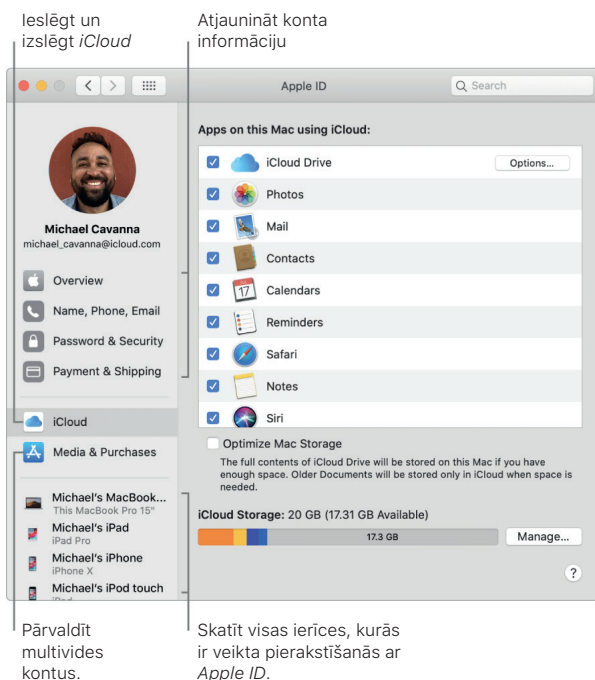 Ieslēgt un
izslēgt iCloud
Atjaunināt konta
informāciju
Apple ID
Search
Michael Cavanna
michael_cavanna@icloud.com
Overview
Name, Phone, Email
Password & Security
Payment & Shipping
iCloud
Media & Purchases
Michael's MacBook...
This MacBook Pro 15"
Michael's iPad
iPad Pro
Michael's iPhone
iPhone X
Michael's iPod touch
Apps on this Mac using iCloud:
iCloud Drive
Options...
Photos
Mail
Contacts
17
Calendars
Reminders
Safari
Notes
Siri
Optimize Mac Storage
The full contents of iCloud Drive will be stored on this Mac if you have
enough space. Older Documents will be stored only in iCloud when space is
needed.
iCloud Storage: 20 GB (17.31 GB Available)
17.3 GB
Manage...
?
Pārvaldīt
multivides
kontus.
Skatīt visas ierīces, kurās
ir veikta pierakstīšanās ar
Apple ID.